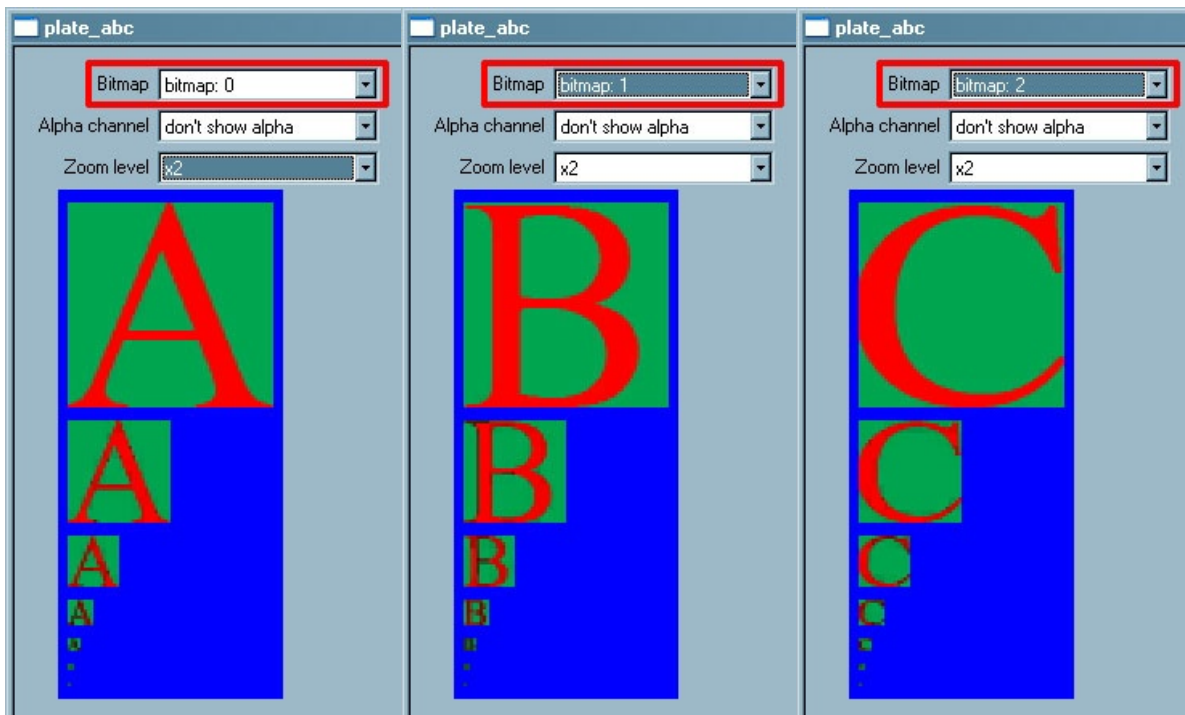 plate_abc
Bitmap bitmap: 0
Alpha channel don't show alpha
Zoom level x2
A
A
A
A
plate_abc
Bitmap bitmap: 1
Alpha channel don't show alpha
Zoom level x2
B
B
B
B
plate_abc
Bitmap bitmap: 2
Alpha channel don't show alpha
Zoom level x2
C
C
C
C